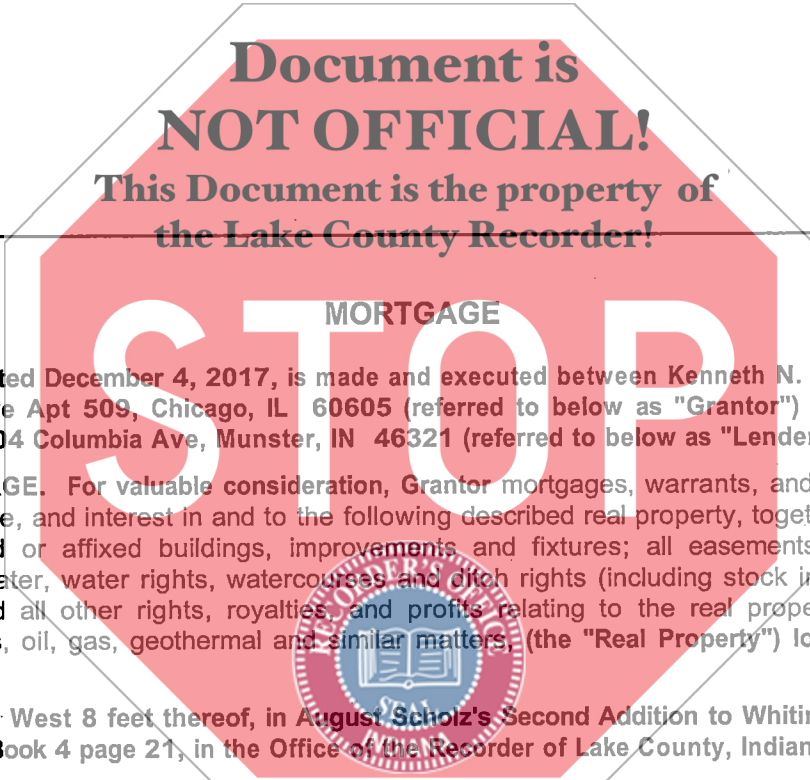 Document is
NOT OFFICIAL!
This Document is the property of
the Lake County Recorder!
STOP
MORTGAGE
ted December 4, 2017, is made and executed between Kenneth N.
e Apt 509, Chicago, IL 60605 (referred to below as "Grantor")
04 Columbia Ave, Munster, IN 46321 (referred to below as "Lender
GE. For valuable consideration, Grantor mortgages, warrants, and
e, and interest in and to the following described real property, toget
d or affixed buildings, improvements and fixtures; all easements
ater, water rights, watercourses and ditch rights (including stock i
d all other rights, royalties, and profits relating to the real prope
s, oil, gas, geothermal and similar matters, (the "Real Property") lo
RECORDER'S OFFICE
SEAL
West 8 feet thereof, in August Scholz's Second Addition to Whitin
Book 4 page 21, in the Office of the Recorder of Lake County, Indian